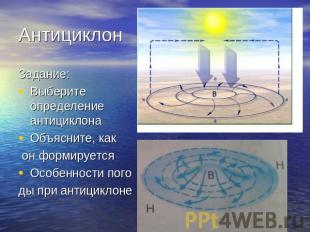 Антициклон
Задание:
Выберите
определение
антициклона
Объясните, как
он формируется
Особенности пого
ды при антициклоне
В
Н
В
Н
PPt4WEB.ru